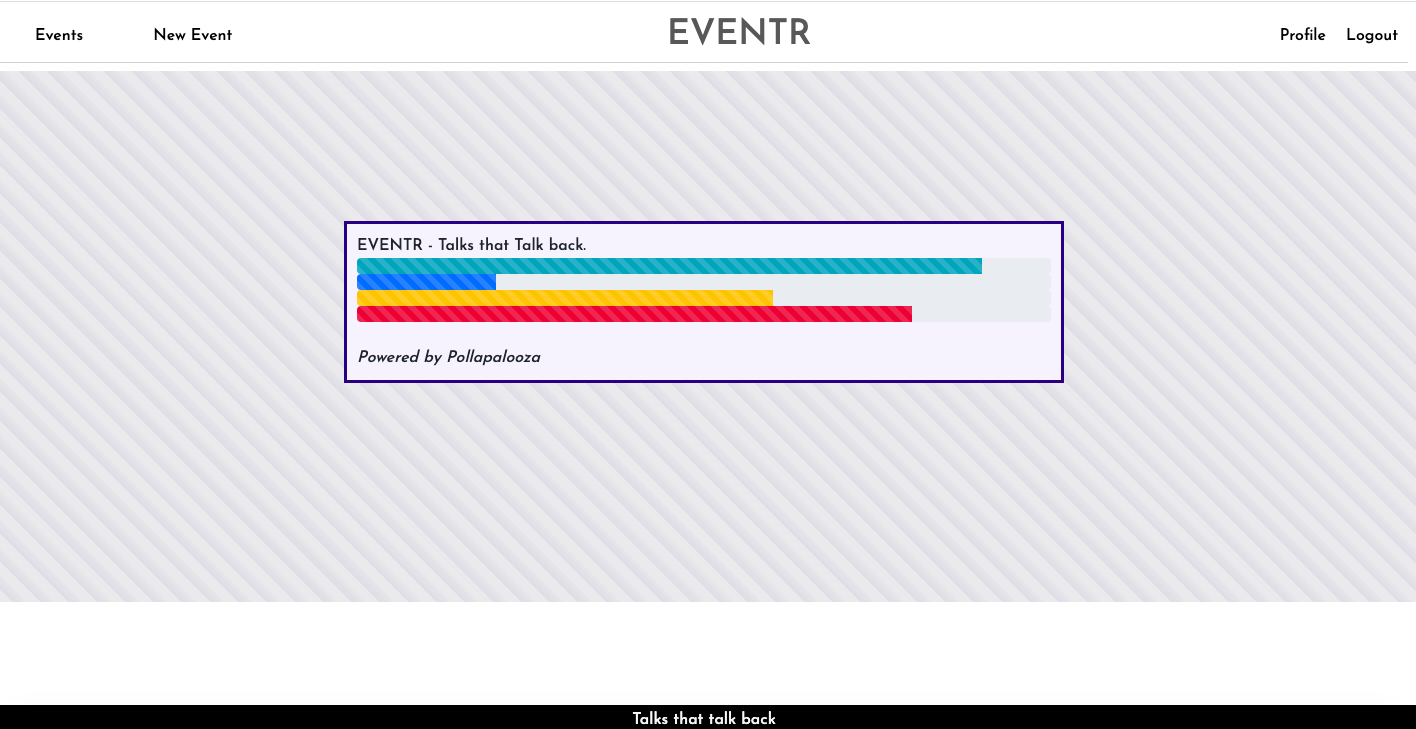 Events New Event EVENTR Profile Logout
EVENTR - Talks that Talk back.
Powered by Pollapalooza
Talks that talk back